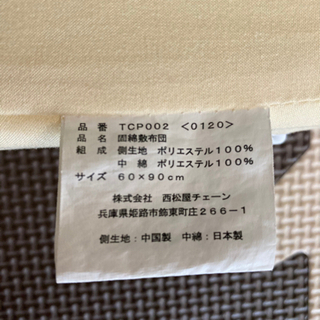 品番 TCP002 <0120>
品名 固綿敷布団
組成 側生地 ポリエステル100%
中綿 ポリエステル100%
サイズ 60×90cm
株式会社 西松屋チェーン
兵庫県姫路市飾東町庄266-1
側生地:中国製 中綿:日本製